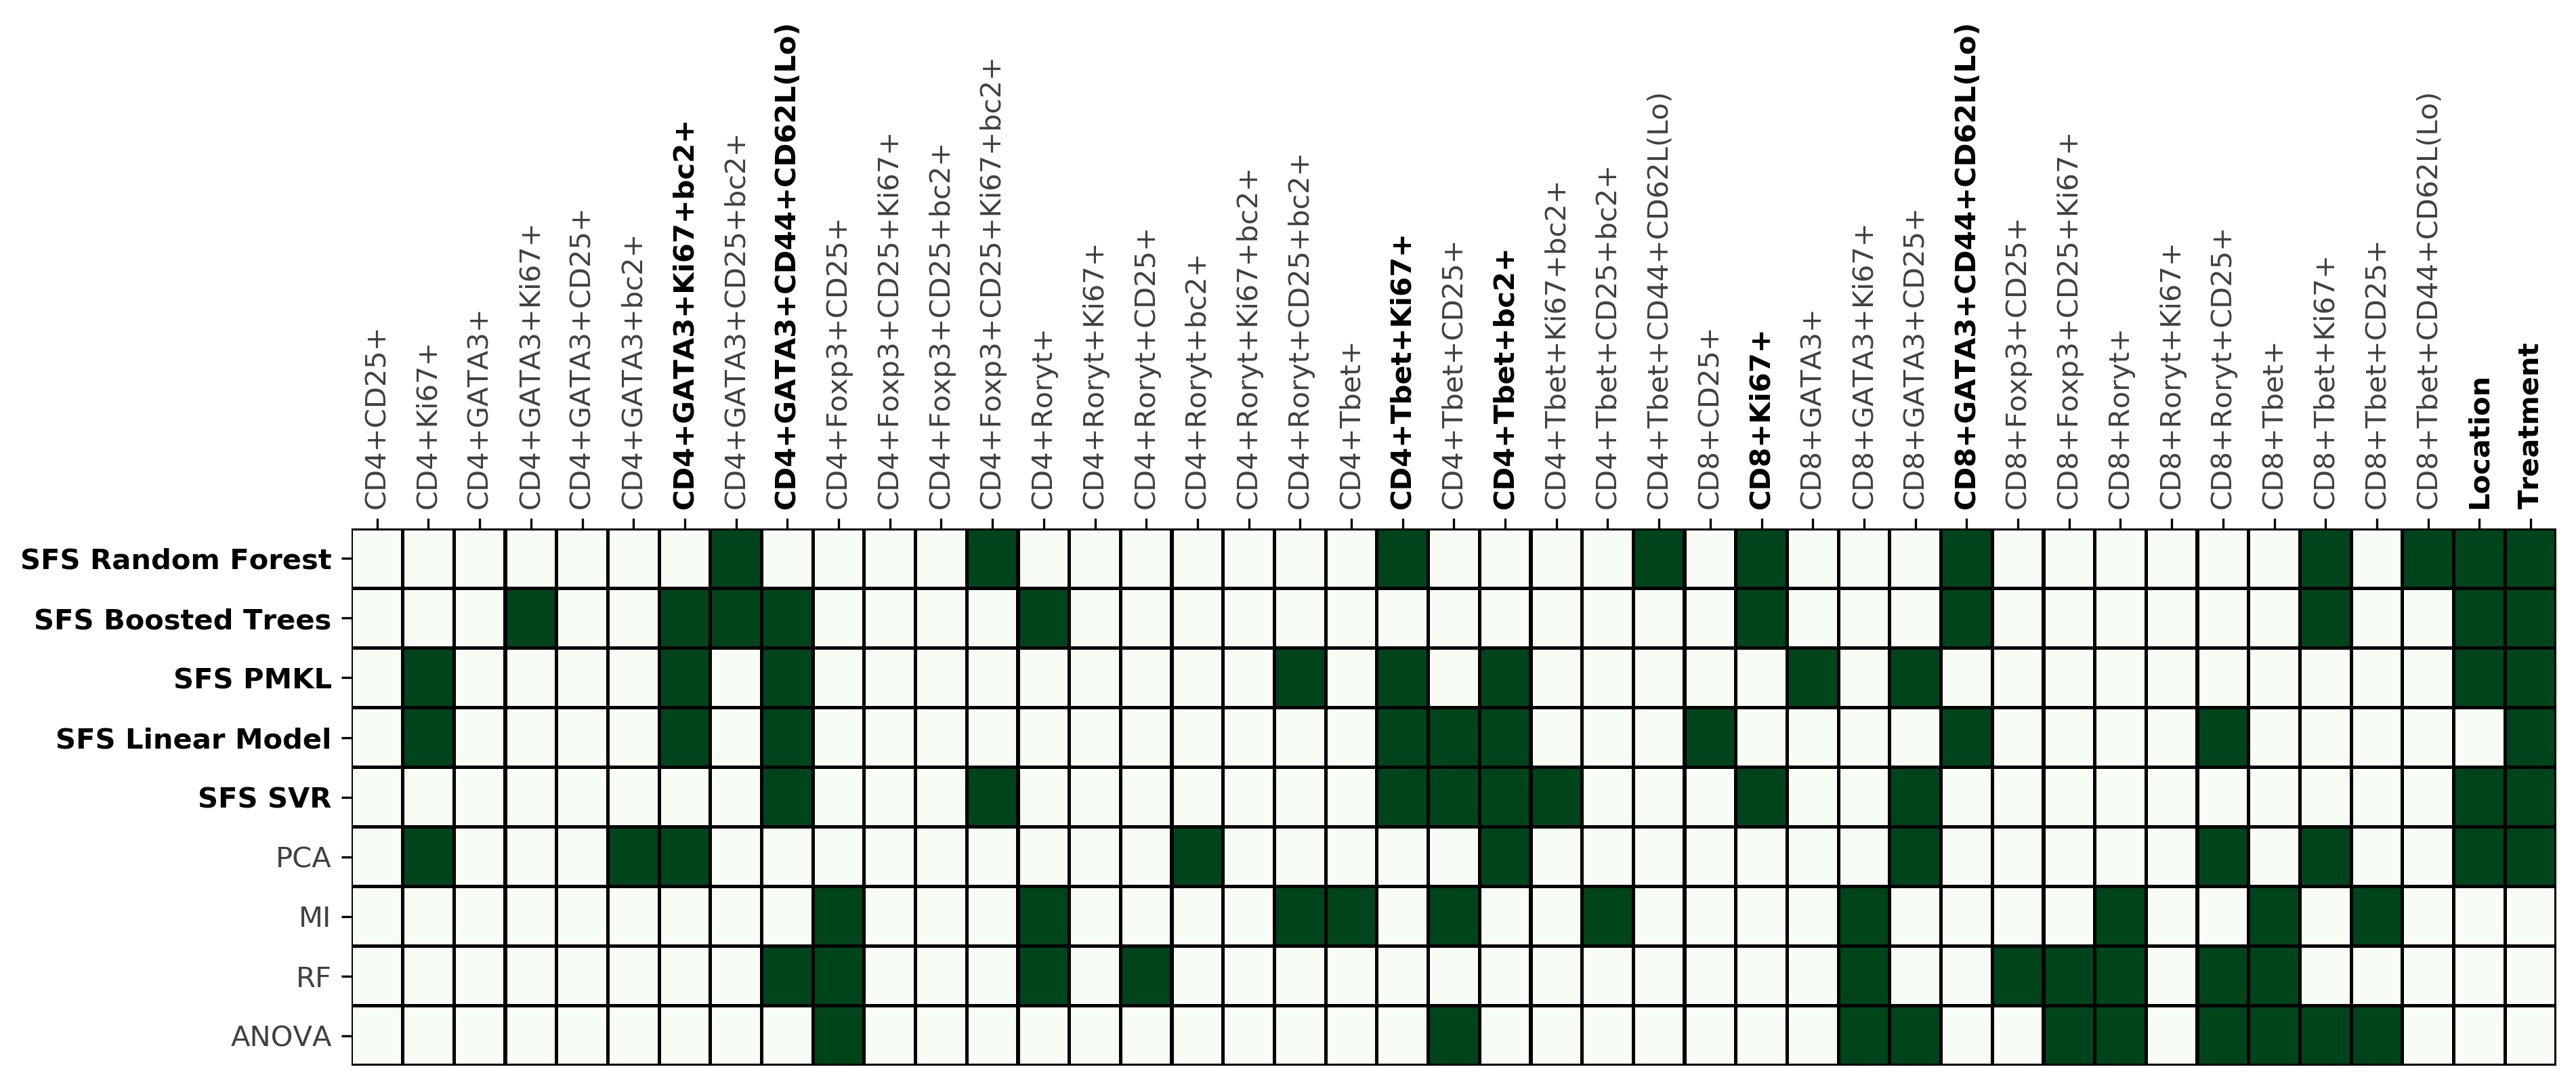 CD4+CD25+
CD4+Ki67+
CD4+GATA3+
CD4+GATA3+Ki67+
CD4+GATA3+CD25+
CD4+GATA3+bc2+
CD4+GATA3+Ki67+bc2+
CD4+GATA3+CD25+bc2+
CD4+GATA3+CD44+CD62L(Lo)
CD4+Foxp3+CD25+
CD4+Foxp3+CD25+Ki67+
CD4+Foxp3+CD25+bc2+
CD4+Foxp3+CD25+Ki67+bc2+
CD4+Roryt+
CD4+Roryt+Ki67+
CD4+Roryt+CD25+
CD4+Roryt+bc2+
CD4+Roryt+Ki67+bc2+
CD4+Roryt+CD25+bc2+
CD4+Tbet+
CD4+Tbet+Ki67+
CD4+Tbet+CD25+
CD4+Tbet+bc2+
CD4+Tbet+Ki67+bc2+
CD4+Tbet+CD25+bc2+
CD4+Tbet+CD44+CD62L(Lo)
CD8+CD25+
CD8+Ki67+
CD8+GATA3+
CD8+GATA3+Ki67+
CD8+GATA3+CD25+
CD8+GATA3+CD44+CD62L(Lo)
CD8+Foxp3+CD25+
CD8+Foxp3+CD25+Ki67+
CD8+Roryt+
CD8+Roryt+Ki67+
CD8+Roryt+CD25+
CD8+Tbet+
CD8+Tbet+Ki67+
CD8+Tbet+CD25+
CD8+Tbet+CD44+CD62L(Lo)
Location
Treatment
SFS Random Forest
SFS Boosted Trees
SFS PMKL
SFS Linear Model
SFS SVR
PCA
MI
RF
ANOVA